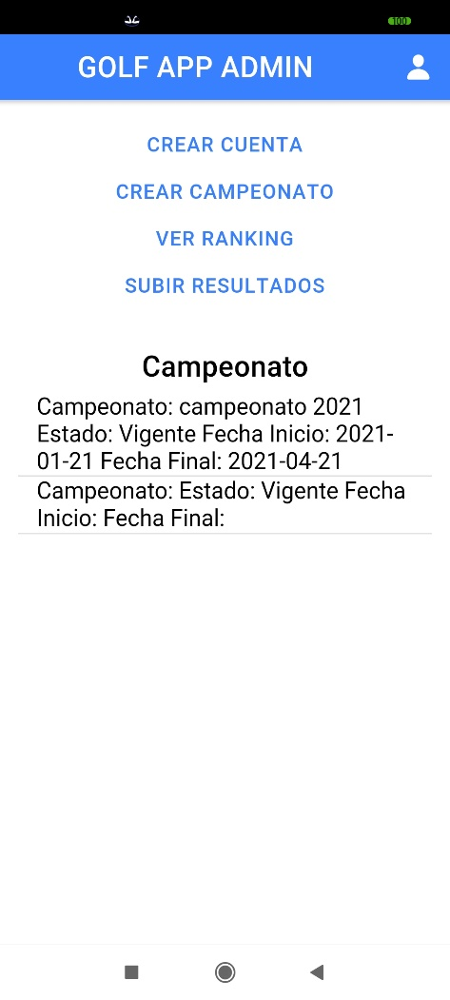 100
GOLF APP ADMIN
CREAR CUENTA
CREAR CAMPEONATO
VER RANKING
SUBIR RESULTADOS
Campeonato
Campeonato: campeonato 2021
Estado: Vigente Fecha Inicio: 2021-
01-21 Fecha Final: 2021-04-21
Campeonato: Estado: Vigente Fecha
Inicio: Fecha Final: